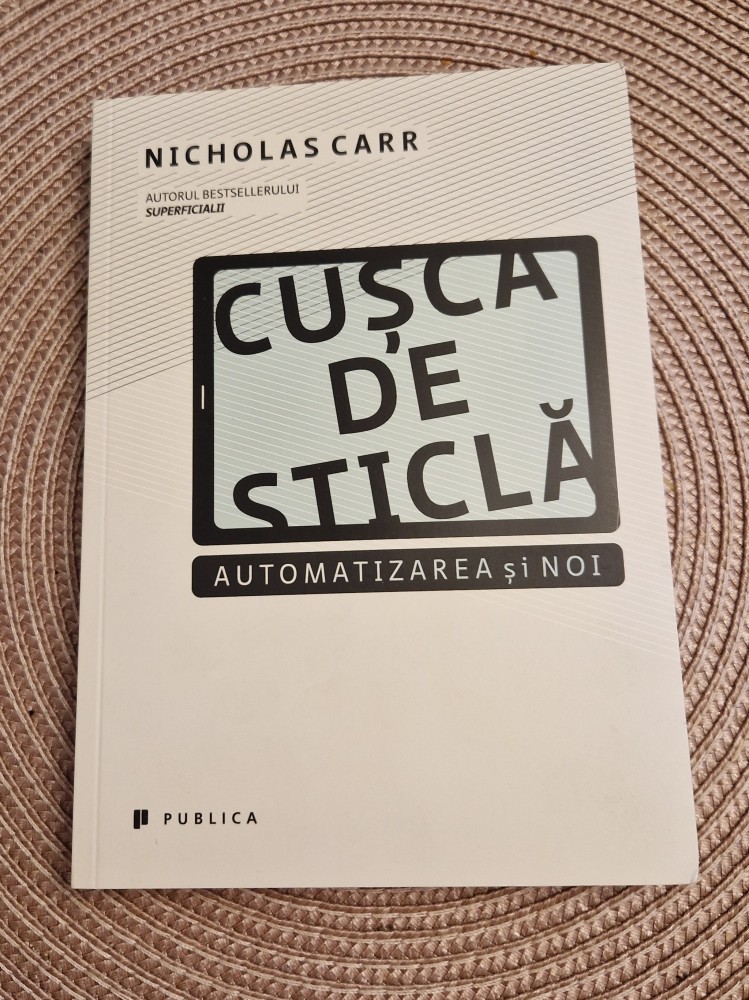 NICHOLAS CARR
AUTORUL BESTSELLERULUI
SUPERFICIALII
CUȘCA
DE
STICLĂ
AUTOMATIZAREA și NOI
PUBLICA